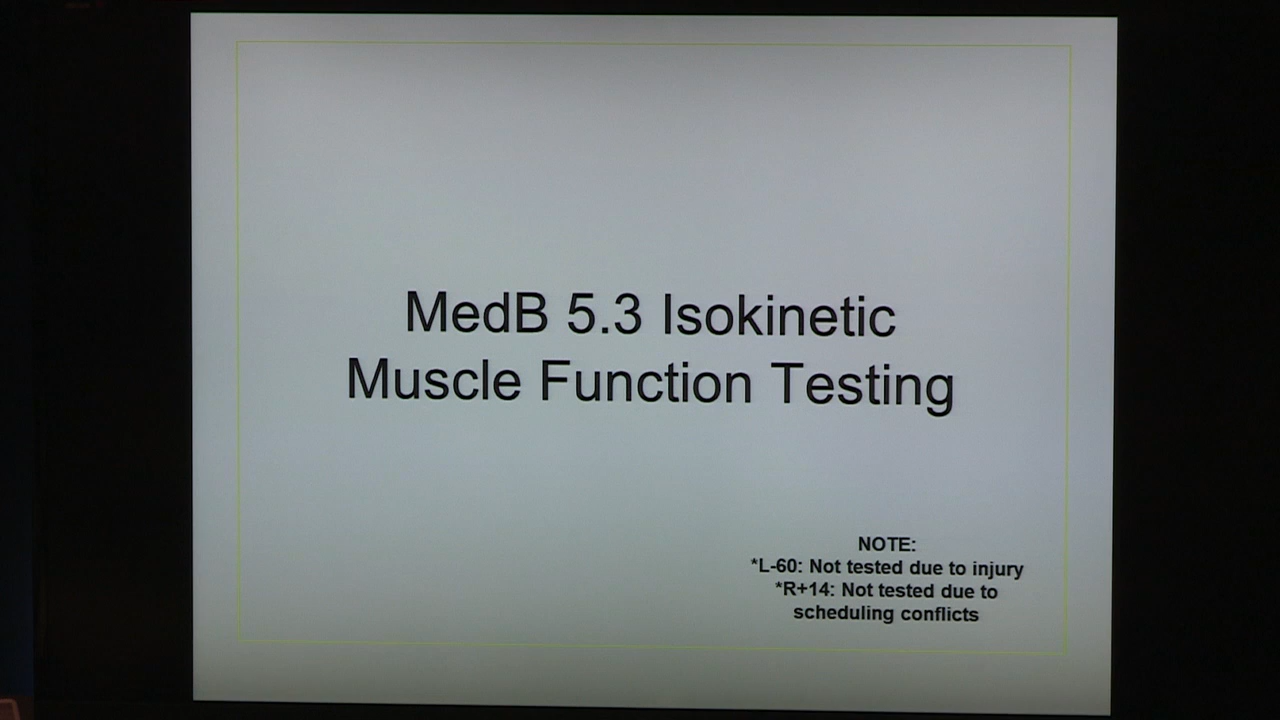 MedB 5.3 Isokinetic
Muscle Function Testing
NOTE:
*L-60: Not tested due to injury
*R+14: Not tested due to
scheduling conflicts